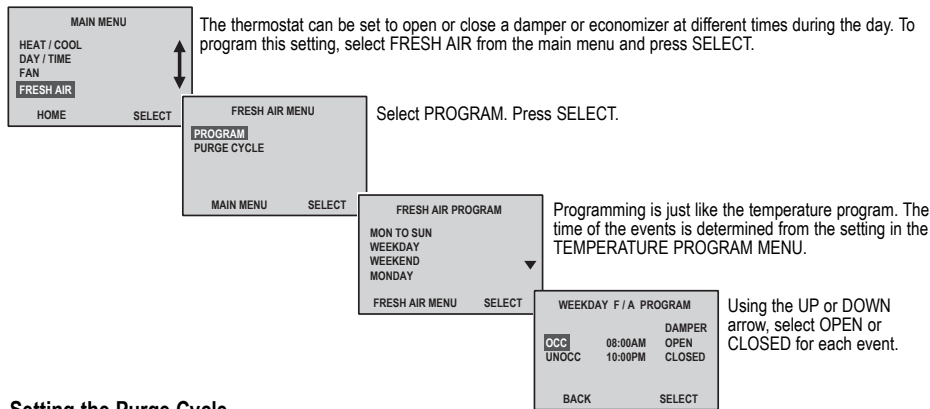 MAIN MENU
HEAT / COOL
DAY / TIME
FAN
FRESH AIR
HOME SELECT
The thermostat can be set to open or close a damper or economizer at different times during the day. To
program this setting, select FRESH AIR from the main menu and press SELECT.
FRESH AIR MENU
PROGRAM
PURGE CYCLE
MAIN MENU SELECT
Select PROGRAM. Press SELECT.
FRESH AIR PROGRAM
MON TO SUN
WEEKDAY
WEEKEND
MONDAY
FRESH AIR MENU SELECT
Programming is just like the temperature program. The
time of the events is determined from the setting in the
TEMPERATURE PROGRAM MENU.
WEEKDAY F / A PROGRAM
DAMPER
OCC 08:00AM OPEN
UNOCC 10:00PM CLOSED
BACK SELECT
Using the UP or DOWN
arrow, select OPEN or
CLOSED for each event.
Setting the Purge Cycle